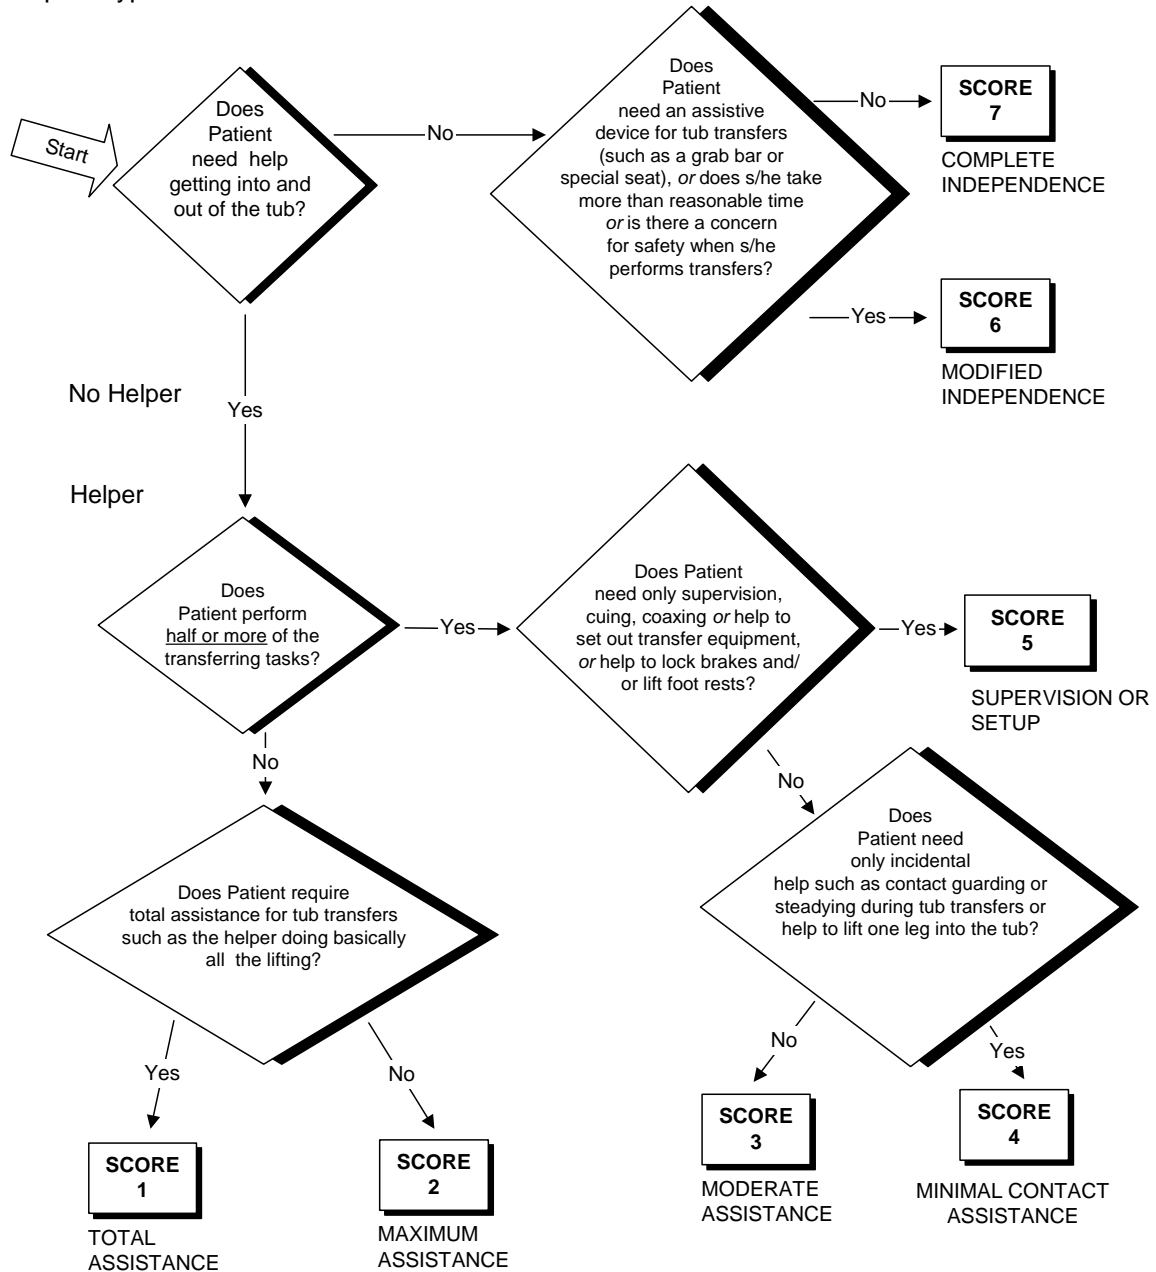 Start
Does
Patient
need help
getting into and
out of the tub?
No
Does
Patient
need an assistive
device for tub transfers
(such as a grab bar or
special seat), or does s/he take
more than reasonable time
or is there a concern
for safety when s/he
performs transfers?
No
SCORE
7
COMPLETE
INDEPENDENCE
Yes
SCORE
6
MODIFIED
INDEPENDENCE
No Helper
Yes
Helper
Does
Patient perform
half or more of the
transferring tasks?
Yes
Does Patient
need only supervision,
cuing, coaxing or help to
set out transfer equipment,
or help to lock brakes and/
or lift foot rests?
Yes
SCORE
5
SUPERVISION OR
SETUP
No
No
Does Patient require
total assistance for tub transfers
such as the helper doing basically
all the lifting?
Does
Patient need
only incidental
help such as contact guarding or
steadying during tub transfers or
help to lift one leg into the tub?
Yes
No
No
Yes
SCORE
1
TOTAL
ASSISTANCE
SCORE
2
MAXIMUM
ASSISTANCE
SCORE
3
MODERATE
ASSISTANCE
SCORE
4
MINIMAL CONTACT
ASSISTANCE